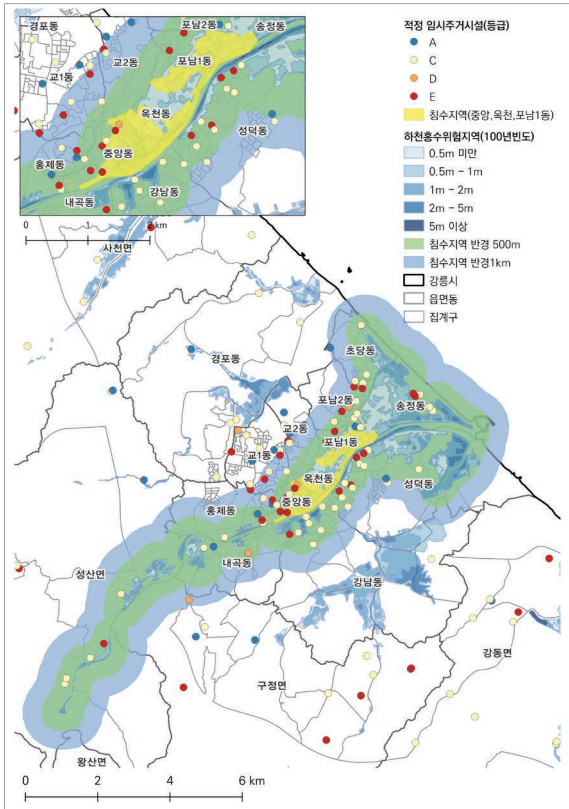 경포동
포남2동
송정동
교2동
포남1동
교1동
옥천동
성덕동
중앙동
홍제동
강남동
내곡동
0 1 2 km
적정 임시주거시설(등급)
A
C
D
E
침수지역(중앙,옥천,포남1동)
하천홍수위험지역(100년빈도)
0.5m 미만
0.5m - 1m
1m - 2m
2m - 5m
5m 이상
침수지역 반경 500m
침수지역 반경1km
강릉시
읍면동
집계구
사천면
초당동
경포동
포남2동
송정동
교2동
교1동
포남1동
옥천동
성덕동
중앙동
홍제동
내곡동
성산면
강남동
강동면
구정면
왕산면
0 2 4 6 km